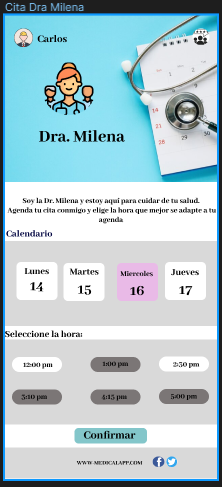 Cita Dra Milena
Carlos
Dra. Milena
Soy la Dr. Milena y estoy aquí para cuidar de tu salud.
Agenda tu cita conmigo y elige la hora que mejor se adapte a tu
agenda
Calendario
Lunes
14
Martes
15
Miercoles
16
Jueves
17
Seleccione la hora:
12:00 pm
1:00 pm
2:30 pm
3:10 pm
4:15 pm
5:00 pm
Confirmar
WWW-MEDICALAPP.COM